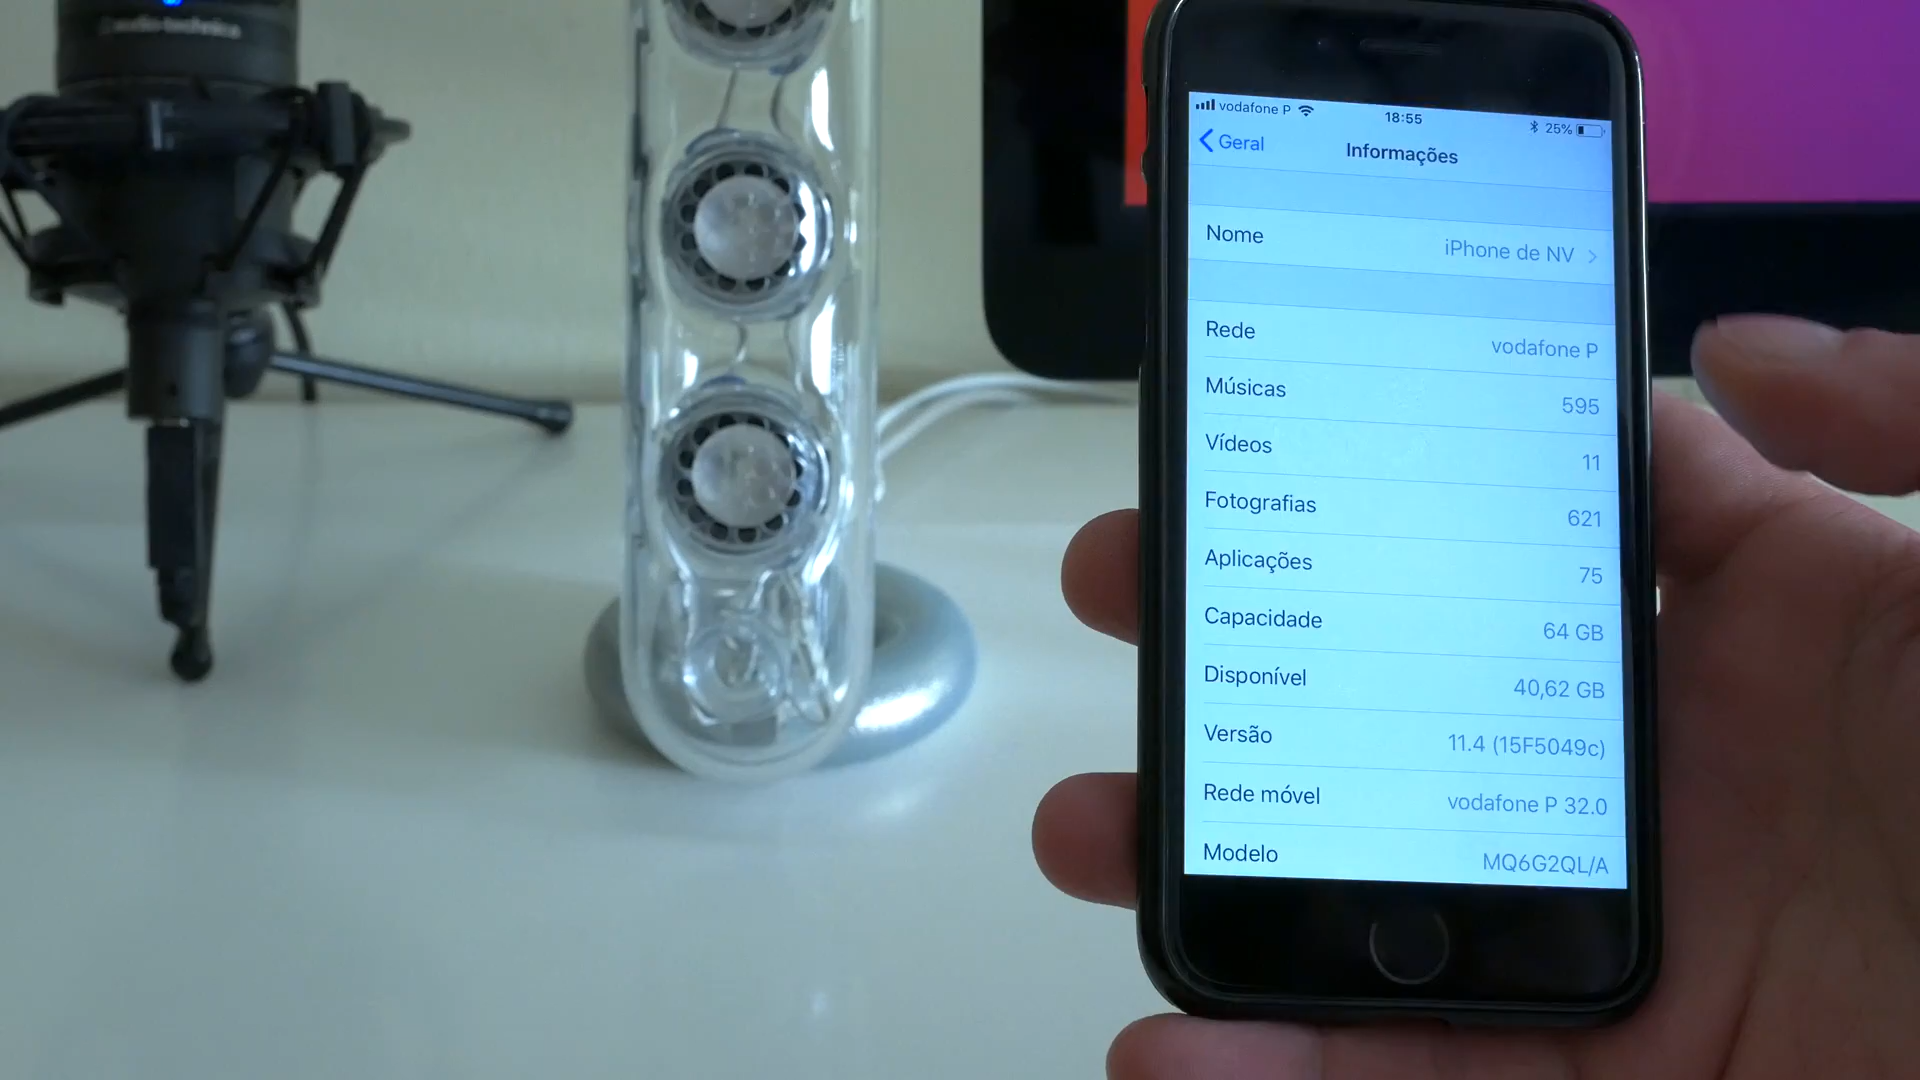 audio-technica
vodafone P 18:55 25%
Geral Informações
Nome iPhone de NV
Rede vodafone P
Músicas 595
Vídeos 11
Fotografias 621
Aplicações 75
Capacidade 64 GB
Disponível 40,62 GB
Versão 11.4 (15F5049c)
Rede móvel vodafone P 32.0
Modelo MQ6G2QL/A